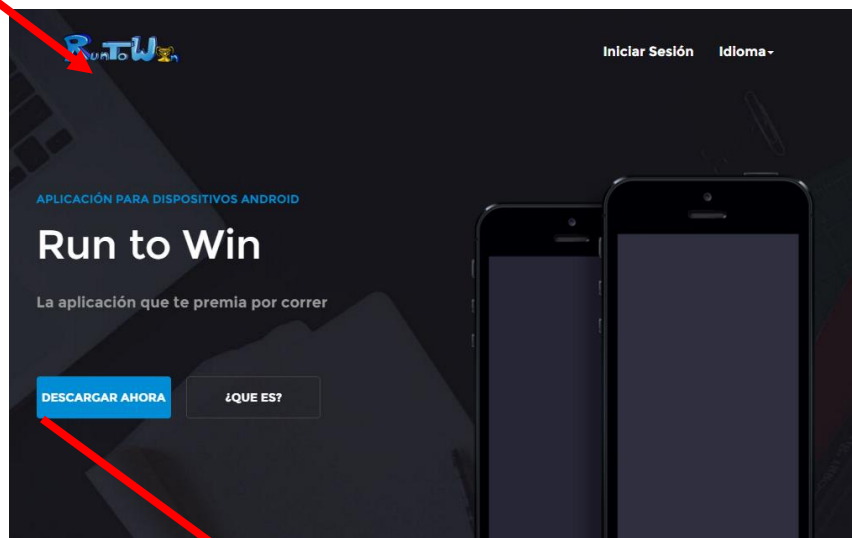 RunToWin
Iniciar Sesión Idioma
APLICACIÓN PARA DISPOSITIVOS ANDROID
Run to Win
La aplicación que te premia por correr
DESCARGAR AHORA ¿QUE ES?